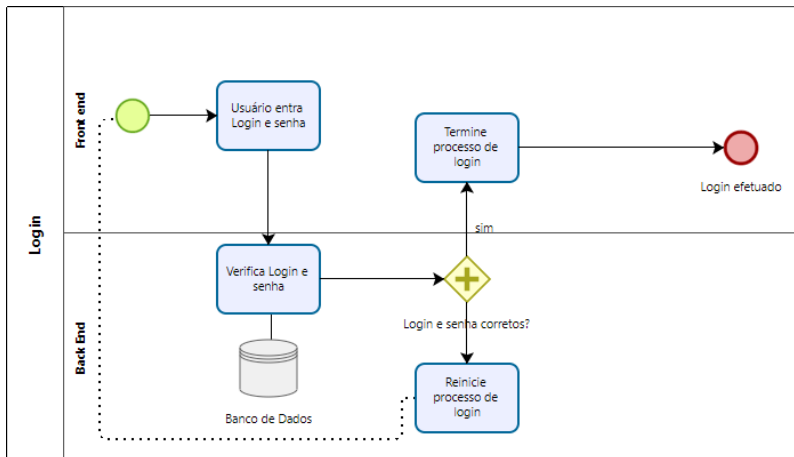 Login
Front end
Usuário entra
Login e senha
Termine
processo de
login
Login efetuado
sim
Back End
Verifica Login e
senha
Login e senha corretos?
Banco de Dados
Reinicie
processo de
login